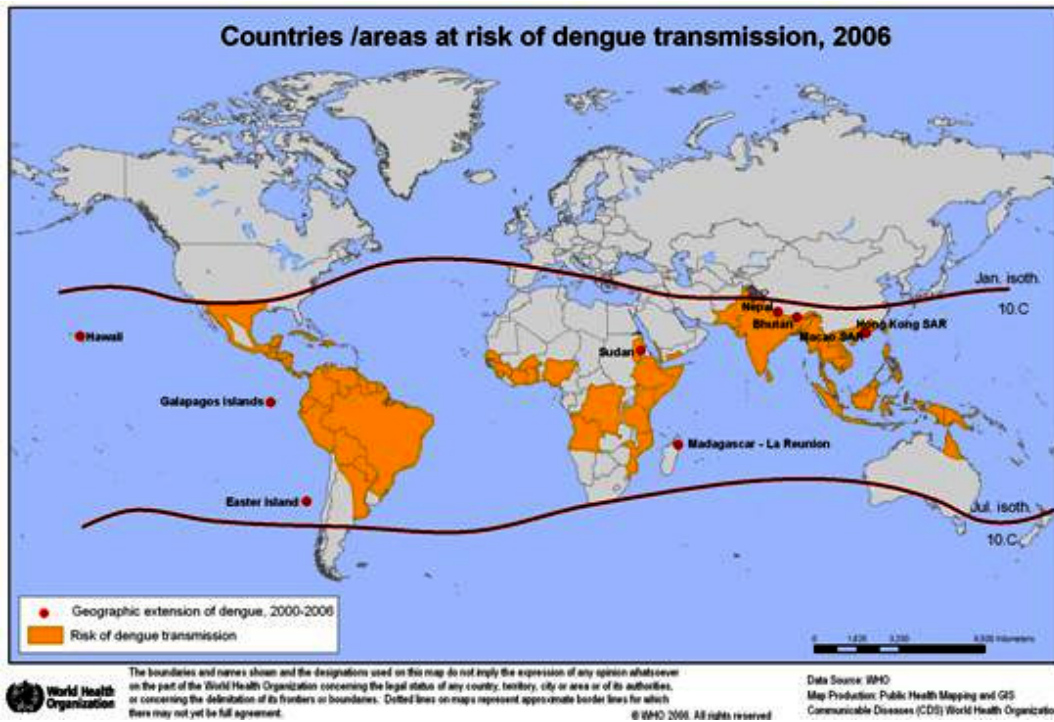 Countries /areas at risk of dengue transmission, 2006
Jan. isoth.
10.C
Nepal
Bhutan
Hong Kong SAR
Macao SAR
Hawaii
Sudan
Galapagos Islands
Madagascar - La Reunion
Easter Island
Jul. isoth.
10.C
Geographic extension of dengue, 2000-2006
Risk of dengue transmission
World Health
Organization
The boundaries and names shown and the designations used on this map do not imply the expression of any opinion whatsoever
on the part of the World Health Organization concerning the legal status of any country, territory, city or area or of its authorities,
or concerning the delimitation of its frontiers or boundaries. Dotted lines on maps represent approximate border lines for which
there may not yet be full agreement.
© WHO 2006. All rights reserved
Data Source: WHO
Map Production: Public Health Mapping and GIS
Communicable Diseases (CDS) World Health Organization